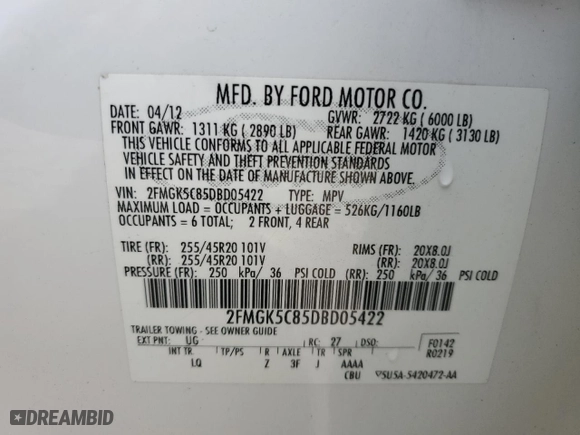 MFD. BY FORD MOTOR CO.
DATE: 04/12 GVWR: 2722 KG ( 6000 LB)
FRONT GAWR: 1311 KG ( 2890 LB) REAR GAWR: 1420 KG ( 3130 LB)
THIS VEHICLE CONFORMS TO ALL APPLICABLE FEDERAL MOTOR
VEHICLE SAFETY AND THEFT PREVENTION STANDARDS
IN EFFECT ON THE DATE OF MANUFACTURE SHOWN ABOVE.
VIN: 2FMGK5C85DBD05422 TYPE: MPV
MAXIMUM LOAD = OCCUPANTS + LUGGAGE = 526KG/1160LB
OCCUPANTS = 6 TOTAL; 2 FRONT, 4 REAR
TIRE (FR): 255/45R20 101V RIMS (FR): 20X8.0J
(RR): 255/45R20 101V (RR): 20X8.0J
PRESSURE (FR): 250 kPa/ 36 PSI COLD (RR): 250 kPa/ 36 PSI COLD
2FMGK5C85DBD05422
TRAILER TOWING - SEE OWNER GUIDE
EXT PNT: UG RC: 27 DSO: F0142
INT TR TP/PS R AXLE TR SPR R0219
LQ Z 3F J AAAA
CBU 5U5A-5420472-AA
DREAMBID